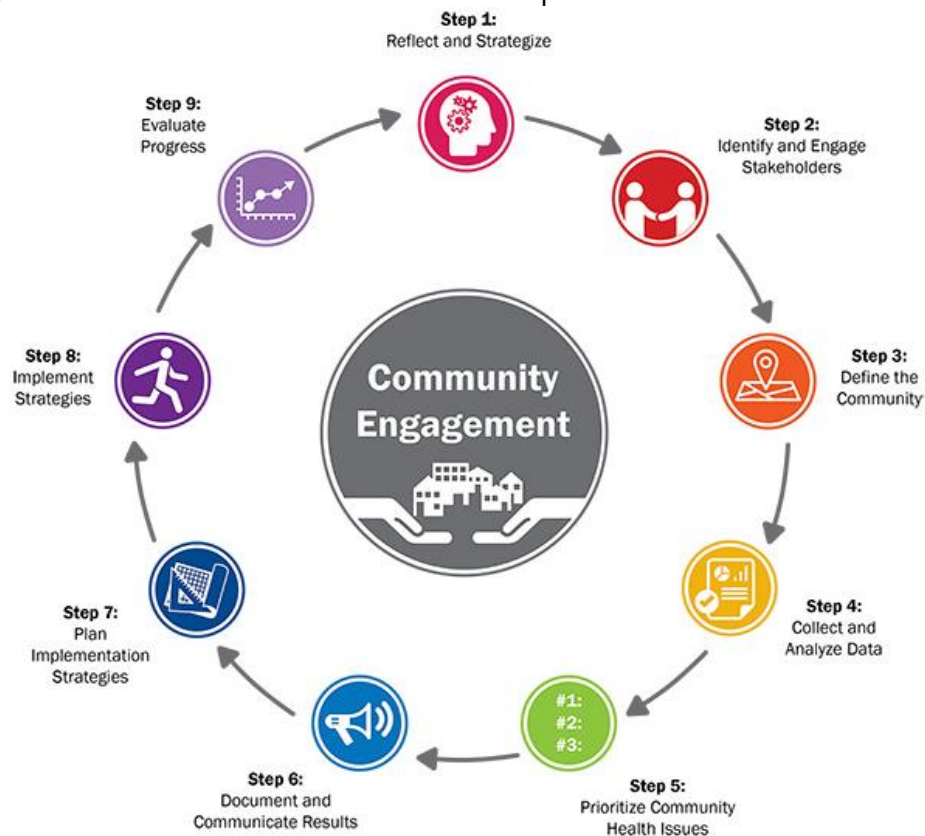 Step 1:
Reflect and Strategize
Step 2:
Identify and Engage
Stakeholders
Step 3:
Define the
Community
Step 4:
Collect and
Analyze Data
Step 5:
Prioritize Community
Health Issues
#1:
#2:
#3:
Step 6:
Document and
Communicate Results
Step 7:
Plan
Implementation
Strategies
Step 8:
Implement
Strategies
Step 9:
Evaluate
Progress
Community
Engagement